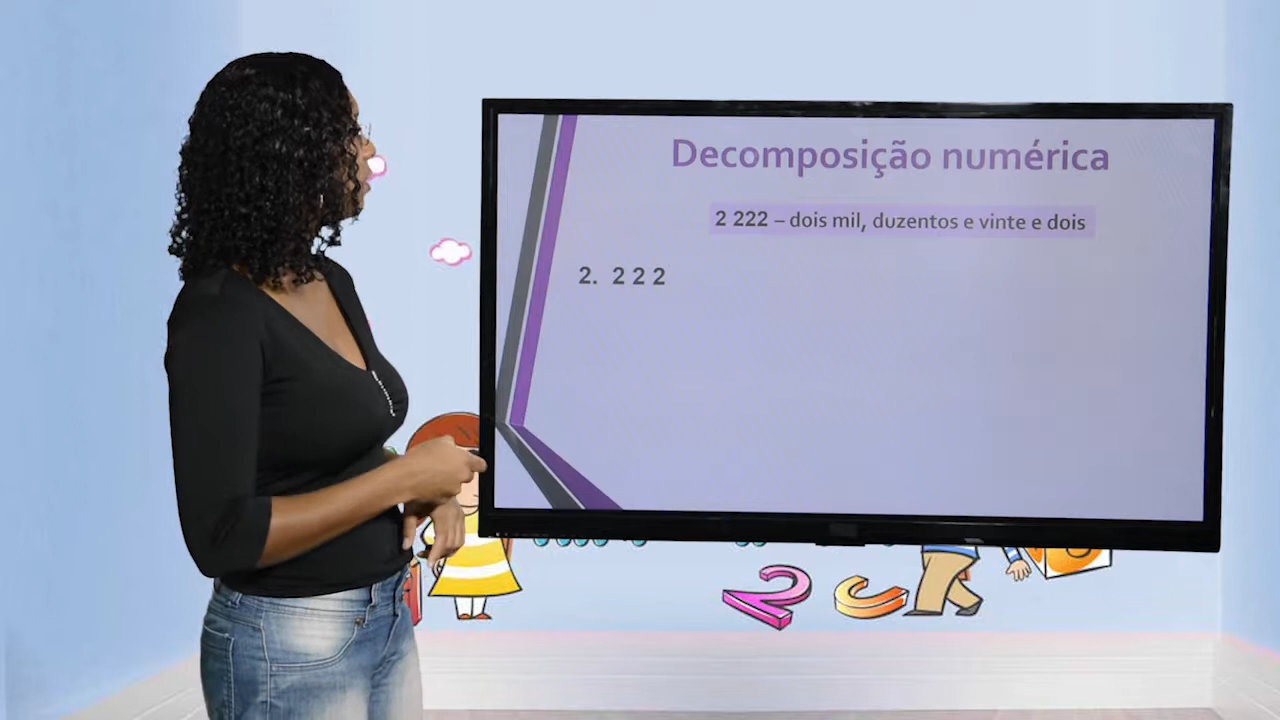 Decomposição numérica
2 222 – dois mil, duzentos e vinte e dois
2. 2 2 2